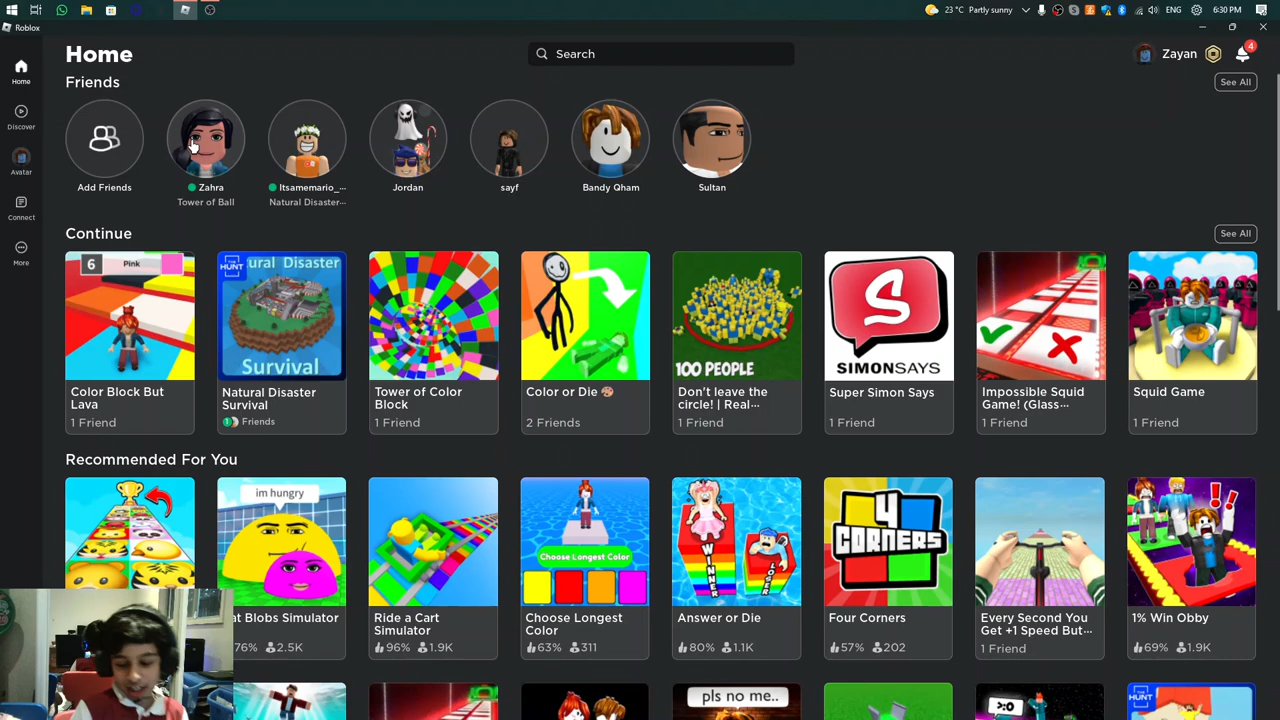 23 °C Partly sunny
ENG 6:30 PM
Roblox
Home
Search
Zayan
4
Friends
See All
Home
Discover
Avatar
Connect
More
Add Friends
Zahra
Tower of Ball
Itsamemario_...
Natural Disaster...
Jordan
sayf
Bandy Qham
Sultan
Continue
See All
6 Pink
Color Block But
Lava
1 Friend
THE HUNT
ural Disaster
Survival
Natural Disaster
Survival
1 Friends
Tower of Color
Block
1 Friend
Color or Die
2 Friends
100 PEOPLE
Don't leave the
circle! | Real...
1 Friend
S
SIMONSAYS
Super Simon Says
1 Friend
Impossible Squid
Game! (Glass...
1 Friend
Squid Game
1 Friend
Recommended For You
im hungry
at Blobs Simulator
76% 2.5K
Ride a Cart
Simulator
96% 1.9K
Choose Longest Color
Choose Longest
Color
63% 311
WINNER
LOSER
Answer or Die
80% 1.1K
4
CORNERS
Four Corners
57% 202
Every Second You
Get +1 Speed But...
1 Friend
1% Win Obby
69% 1.9K
pls no me..
>:O
THE HUNT